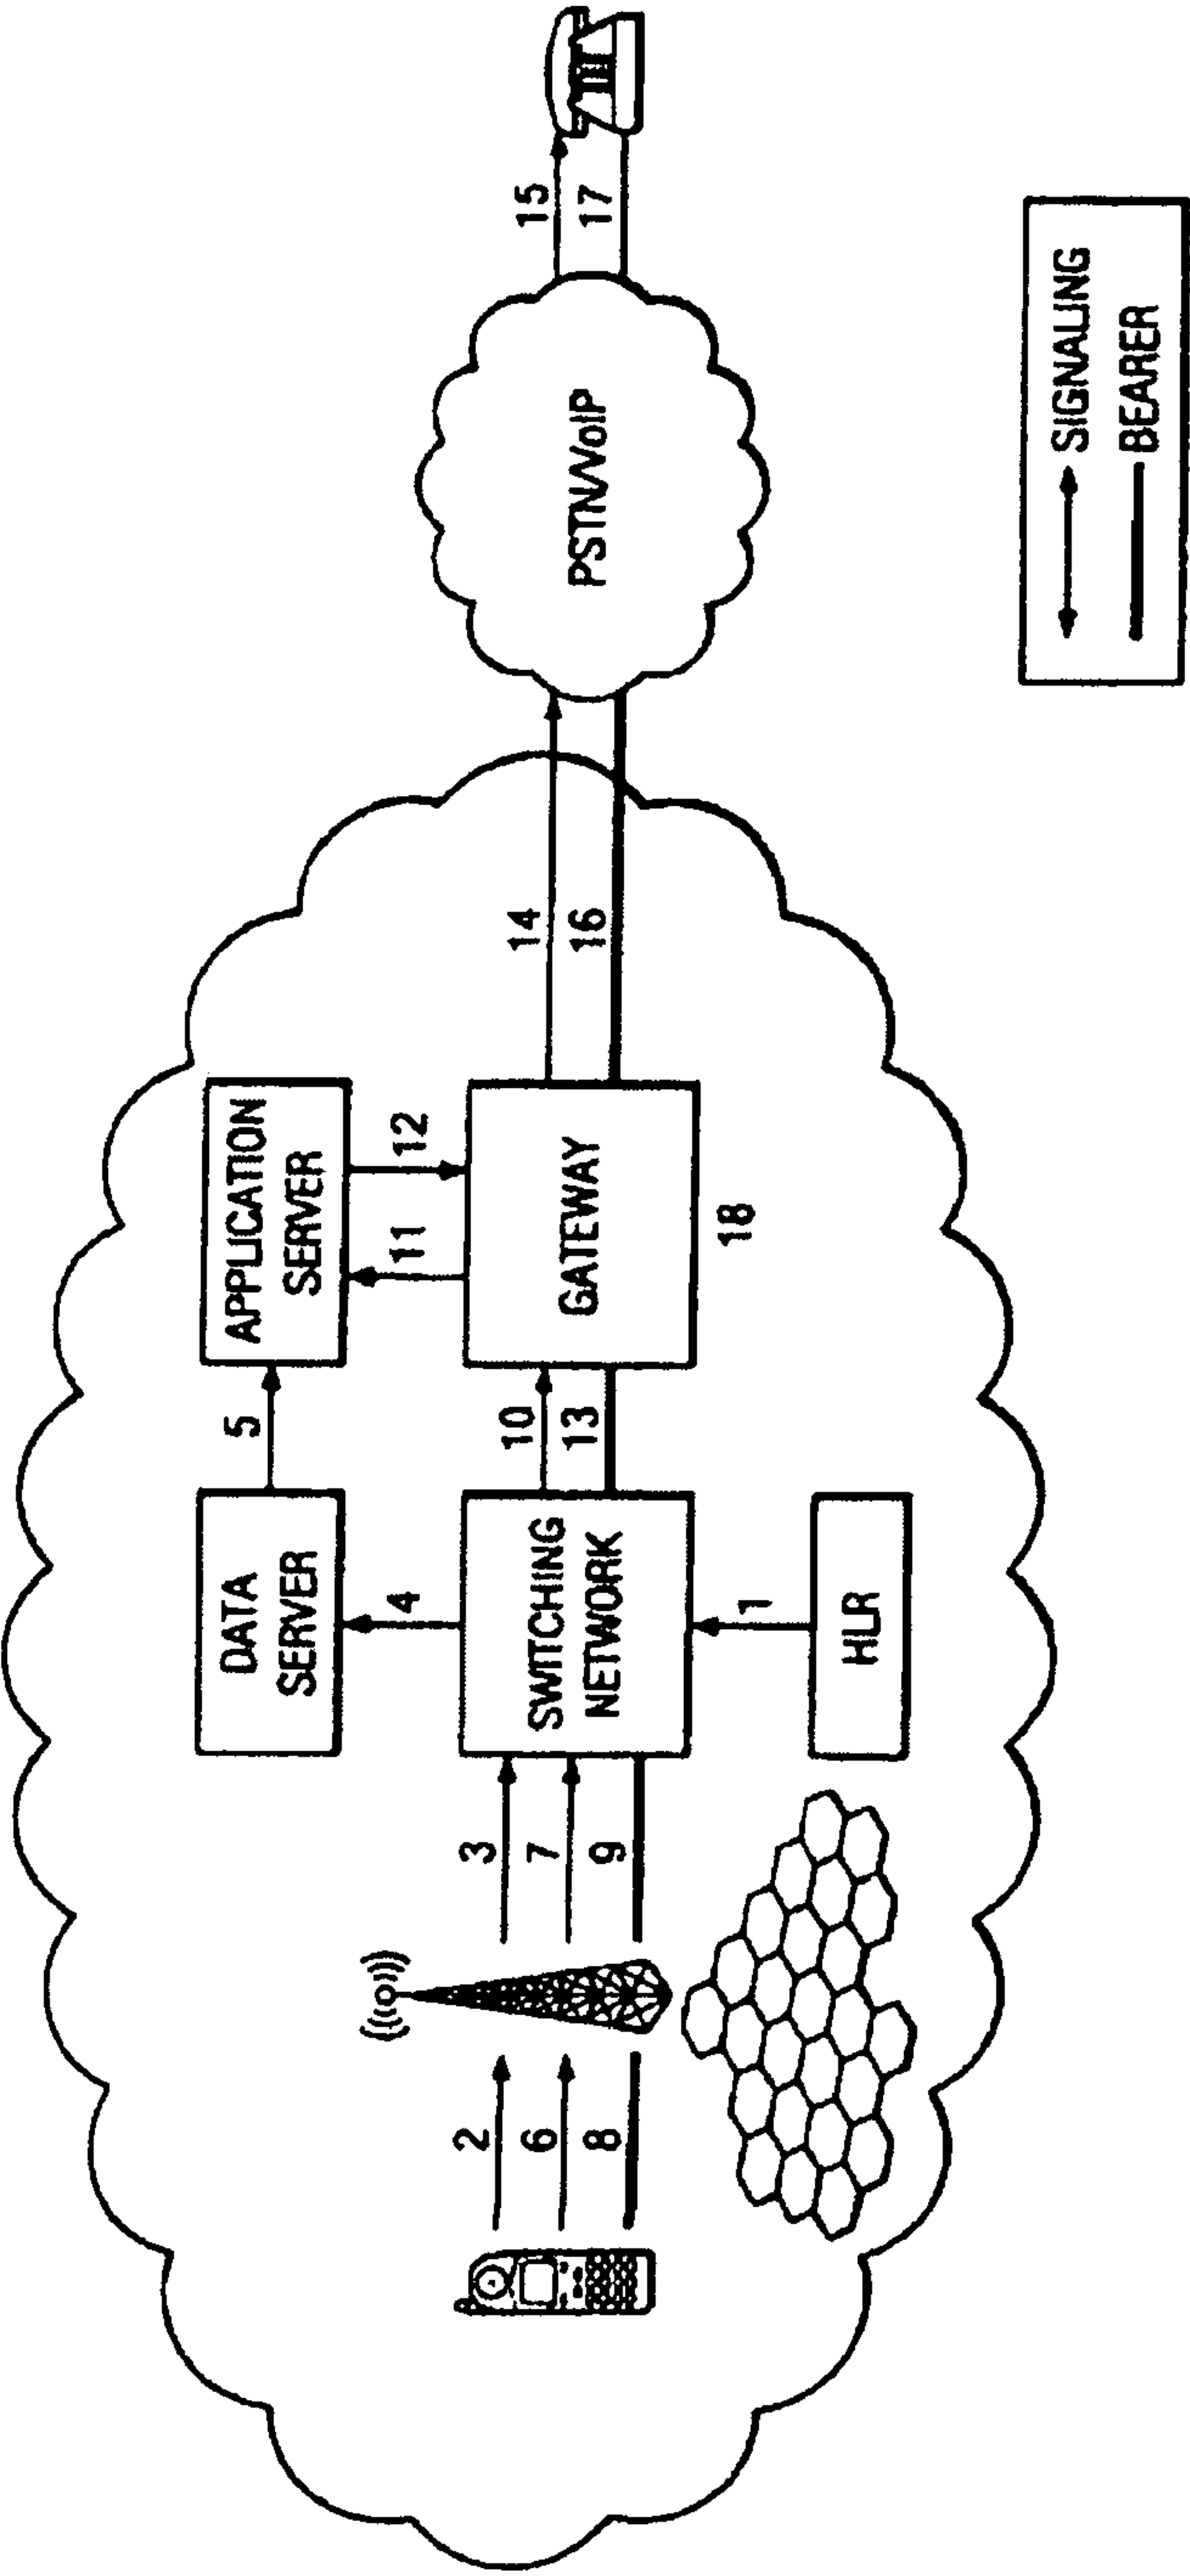 DATA
SERVER
5
APPLICATION
SERVER
4
11
12
2
3
6
7
8
9
SWITCHING
NETWORK
10
13
GATEWAY
14
16
PSTN/VoIP
15
17
1
18
HLR
SIGNALING
BEARER